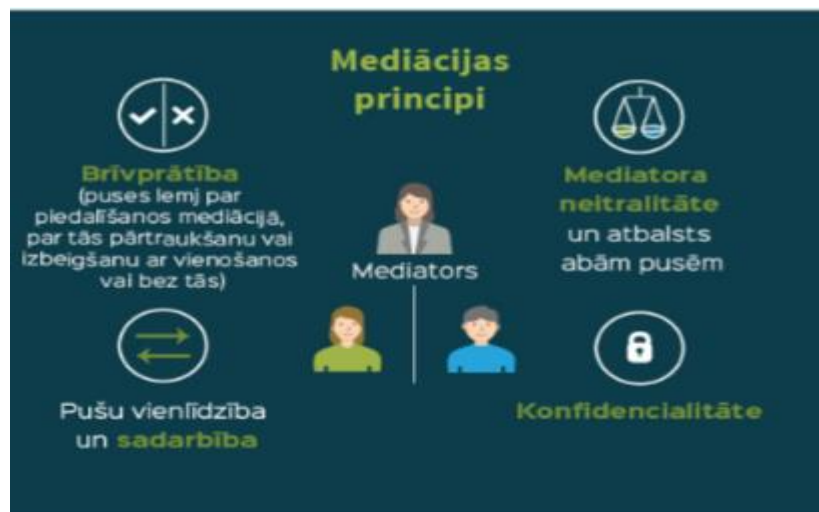 Mediācijas
principi
Brīvprātība
(puses lemj par
piedalīšanos mediācijā,
par tās pārtraukšanu vai
izbeigšanu ar vienošanos
vai bez tās)
Mediatora
neitralitāte
un atbalsts
abām pusēm
Mediators
Pušu vienlīdzība
un sadarbība
Konfidencialitāte